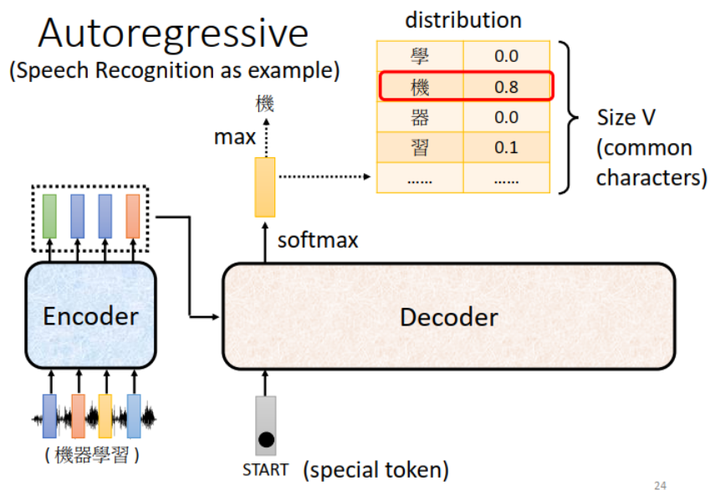 Autoregressive
(Speech Recognition as example)
distribution
學 0.0
機 0.8
器 0.0
習 0.1
...... ......
Size V
(common
characters)
機
max
softmax
Encoder
Decoder
(機器學習)
START (special token)
24